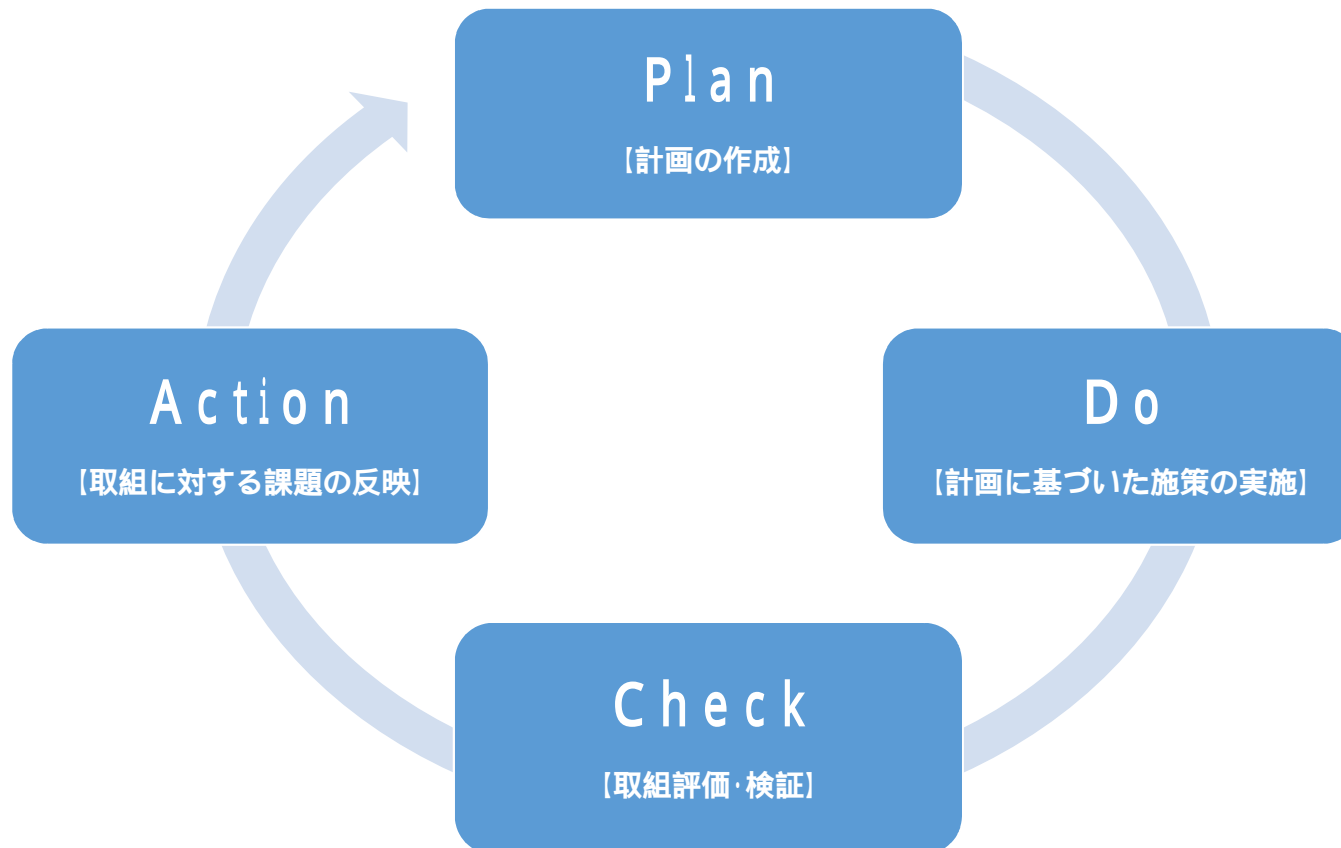 Plan
【計画の作成】
Do
【計画に基づいた施策の実施】
Check
【取組評価・検証】
Action
【取組に対する課題の反映】